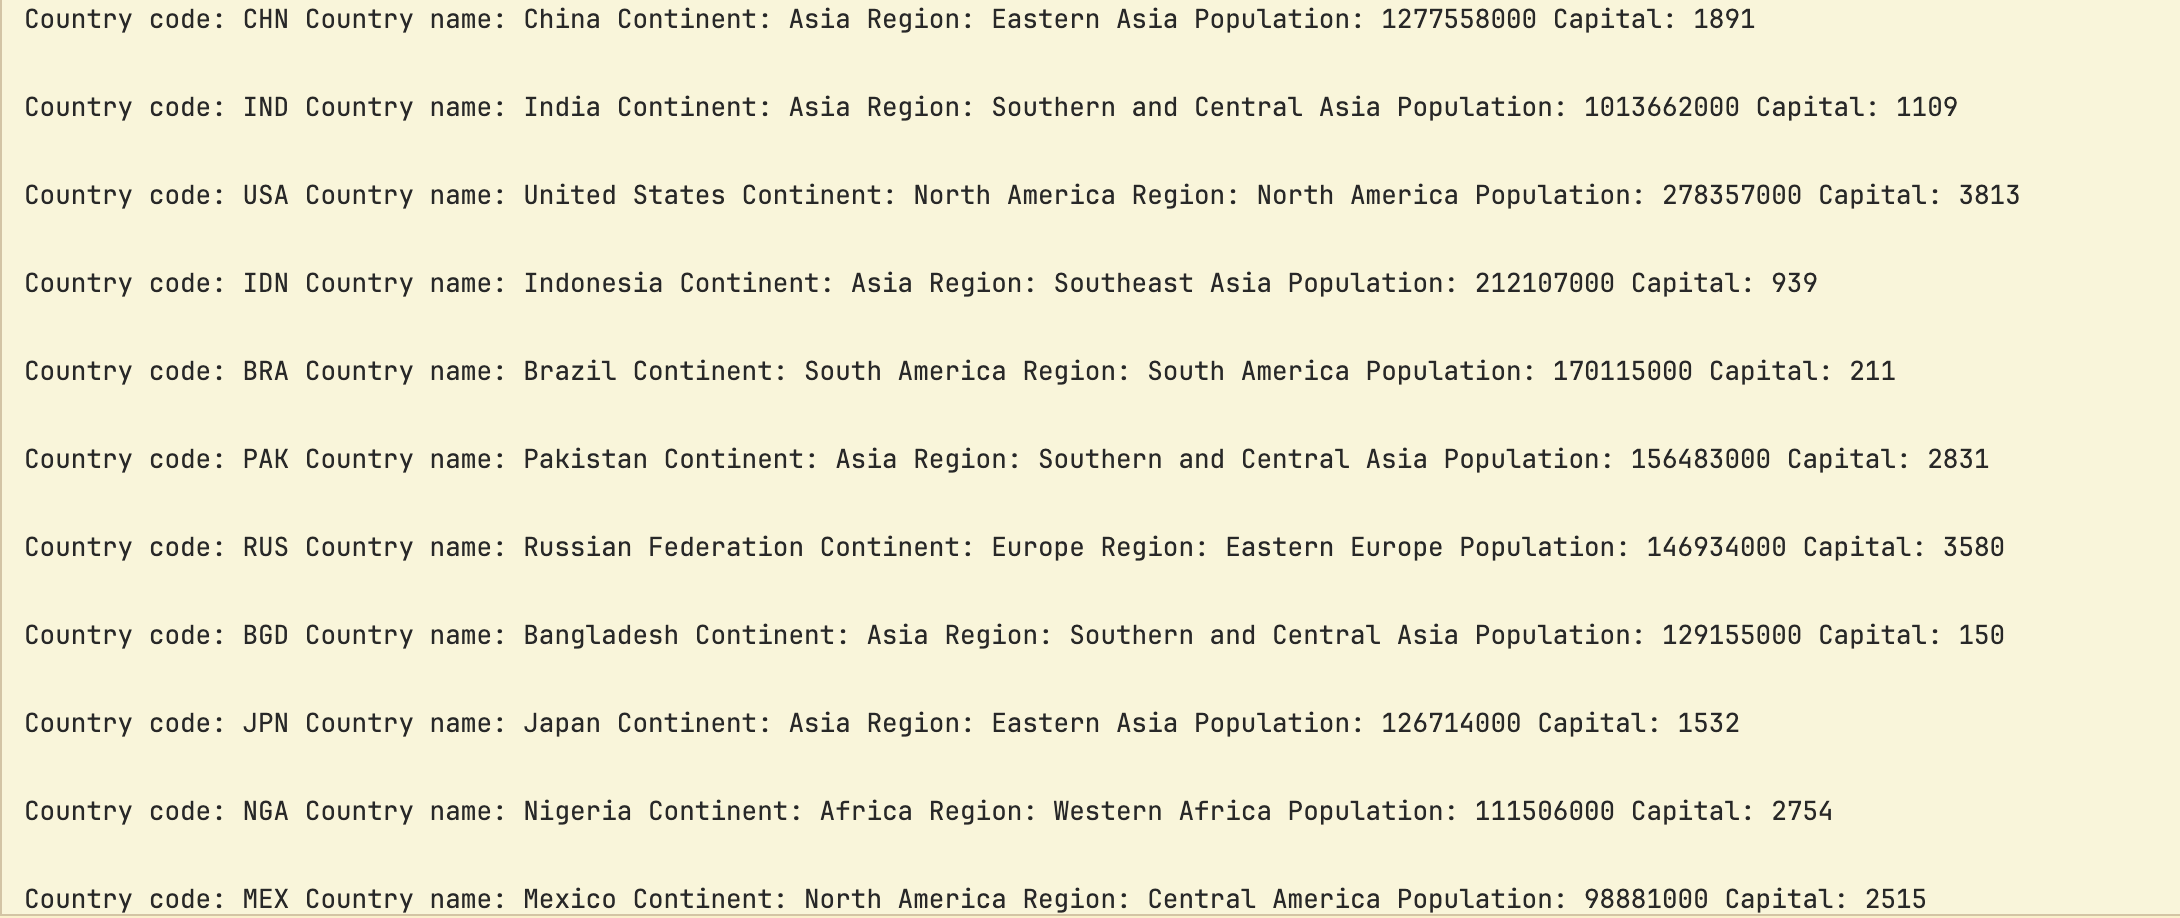 Country code: CHN Country name: China Continent: Asia Region: Eastern Asia Population: 1277558000 Capital: 1891
Country code: IND Country name: India Continent: Asia Region: Southern and Central Asia Population: 1013662000 Capital: 1109
Country code: USA Country name: United States Continent: North America Region: North America Population: 278357000 Capital: 3813
Country code: IDN Country name: Indonesia Continent: Asia Region: Southeast Asia Population: 212107000 Capital: 939
Country code: BRA Country name: Brazil Continent: South America Region: South America Population: 170115000 Capital: 211
Country code: PAK Country name: Pakistan Continent: Asia Region: Southern and Central Asia Population: 156483000 Capital: 2831
Country code: RUS Country name: Russian Federation Continent: Europe Region: Eastern Europe Population: 146934000 Capital: 3580
Country code: BGD Country name: Bangladesh Continent: Asia Region: Southern and Central Asia Population: 129155000 Capital: 150
Country code: JPN Country name: Japan Continent: Asia Region: Eastern Asia Population: 126714000 Capital: 1532
Country code: NGA Country name: Nigeria Continent: Africa Region: Western Africa Population: 111506000 Capital: 2754
Country code: MEX Country name: Mexico Continent: North America Region: Central America Population: 98881000 Capital: 2515